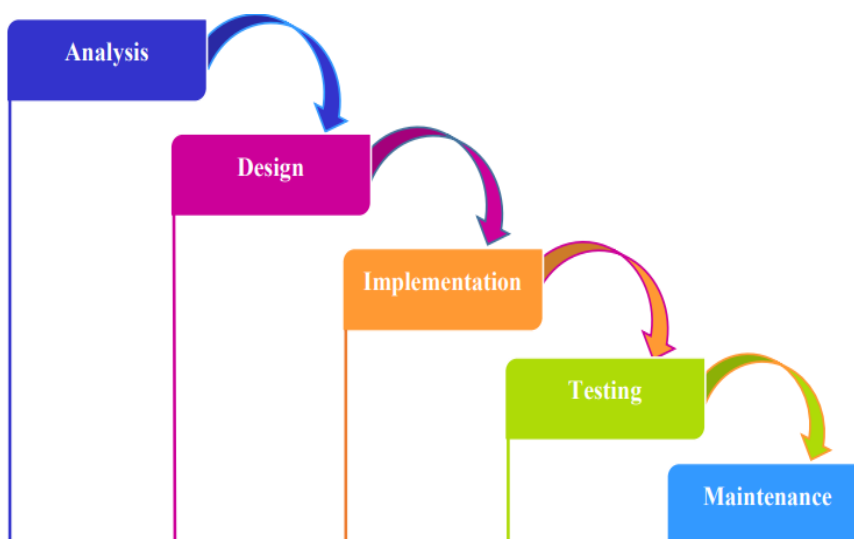 Analysis
Design
Implementation
Testing
Maintenance